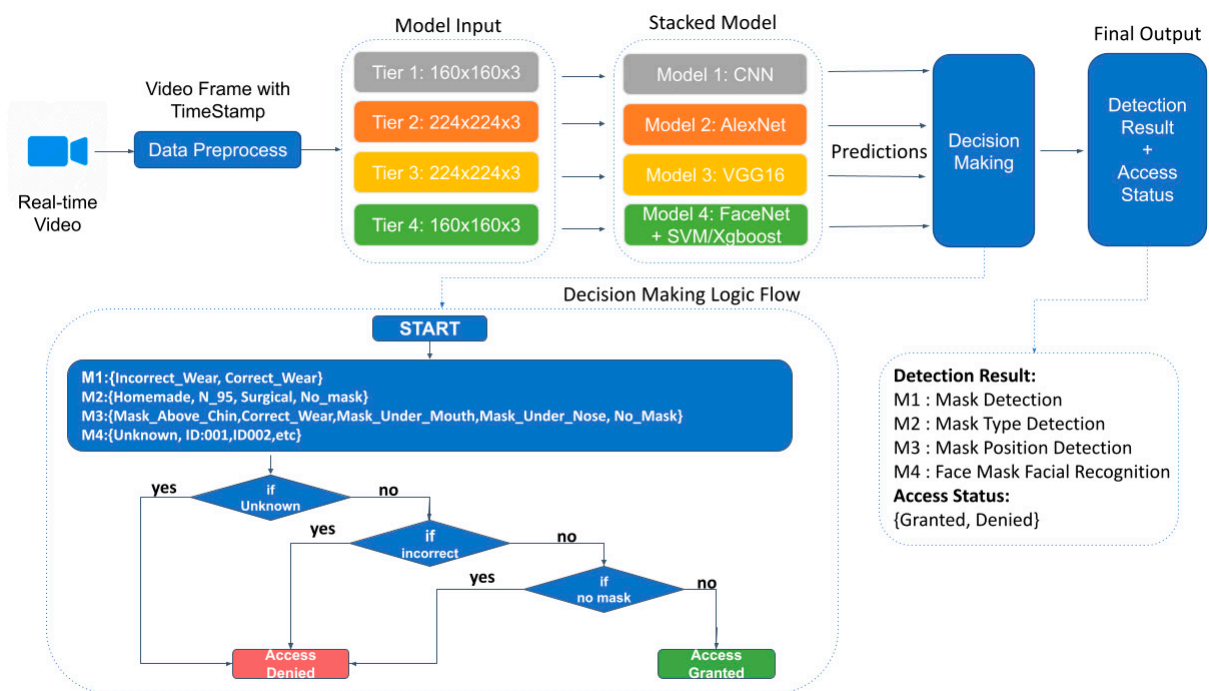 Model Input
Stacked Model
Final Output
Video Frame with
TimeStamp
Real-time
Video
Data Preprocess
Tier 1: 160x160x3
Tier 2: 224x224x3
Tier 3: 224x224x3
Tier 4: 160x160x3
Model 1: CNN
Model 2: AlexNet
Model 3: VGG16
Model 4: FaceNet
+ SVM/Xgboost
Predictions
Decision
Making
Detection
Result
+
Access
Status
Decision Making Logic Flow
START
M1:{Incorrect_Wear, Correct_Wear}
M2:{Homemade, N_95, Surgical, No_mask}
M3:{Mask_Above_Chin,Correct_Wear,Mask_Under_Mouth,Mask_Under_Nose, No_Mask}
M4:{Unknown, ID:001,ID002,etc}
yes
if
Unknown
no
yes
if
incorrect
no
yes
if
no mask
no
Access
Denied
Access
Granted
Detection Result:
M1 : Mask Detection
M2 : Mask Type Detection
M3 : Mask Position Detection
M4 : Face Mask Facial Recognition
Access Status:
{Granted, Denied}